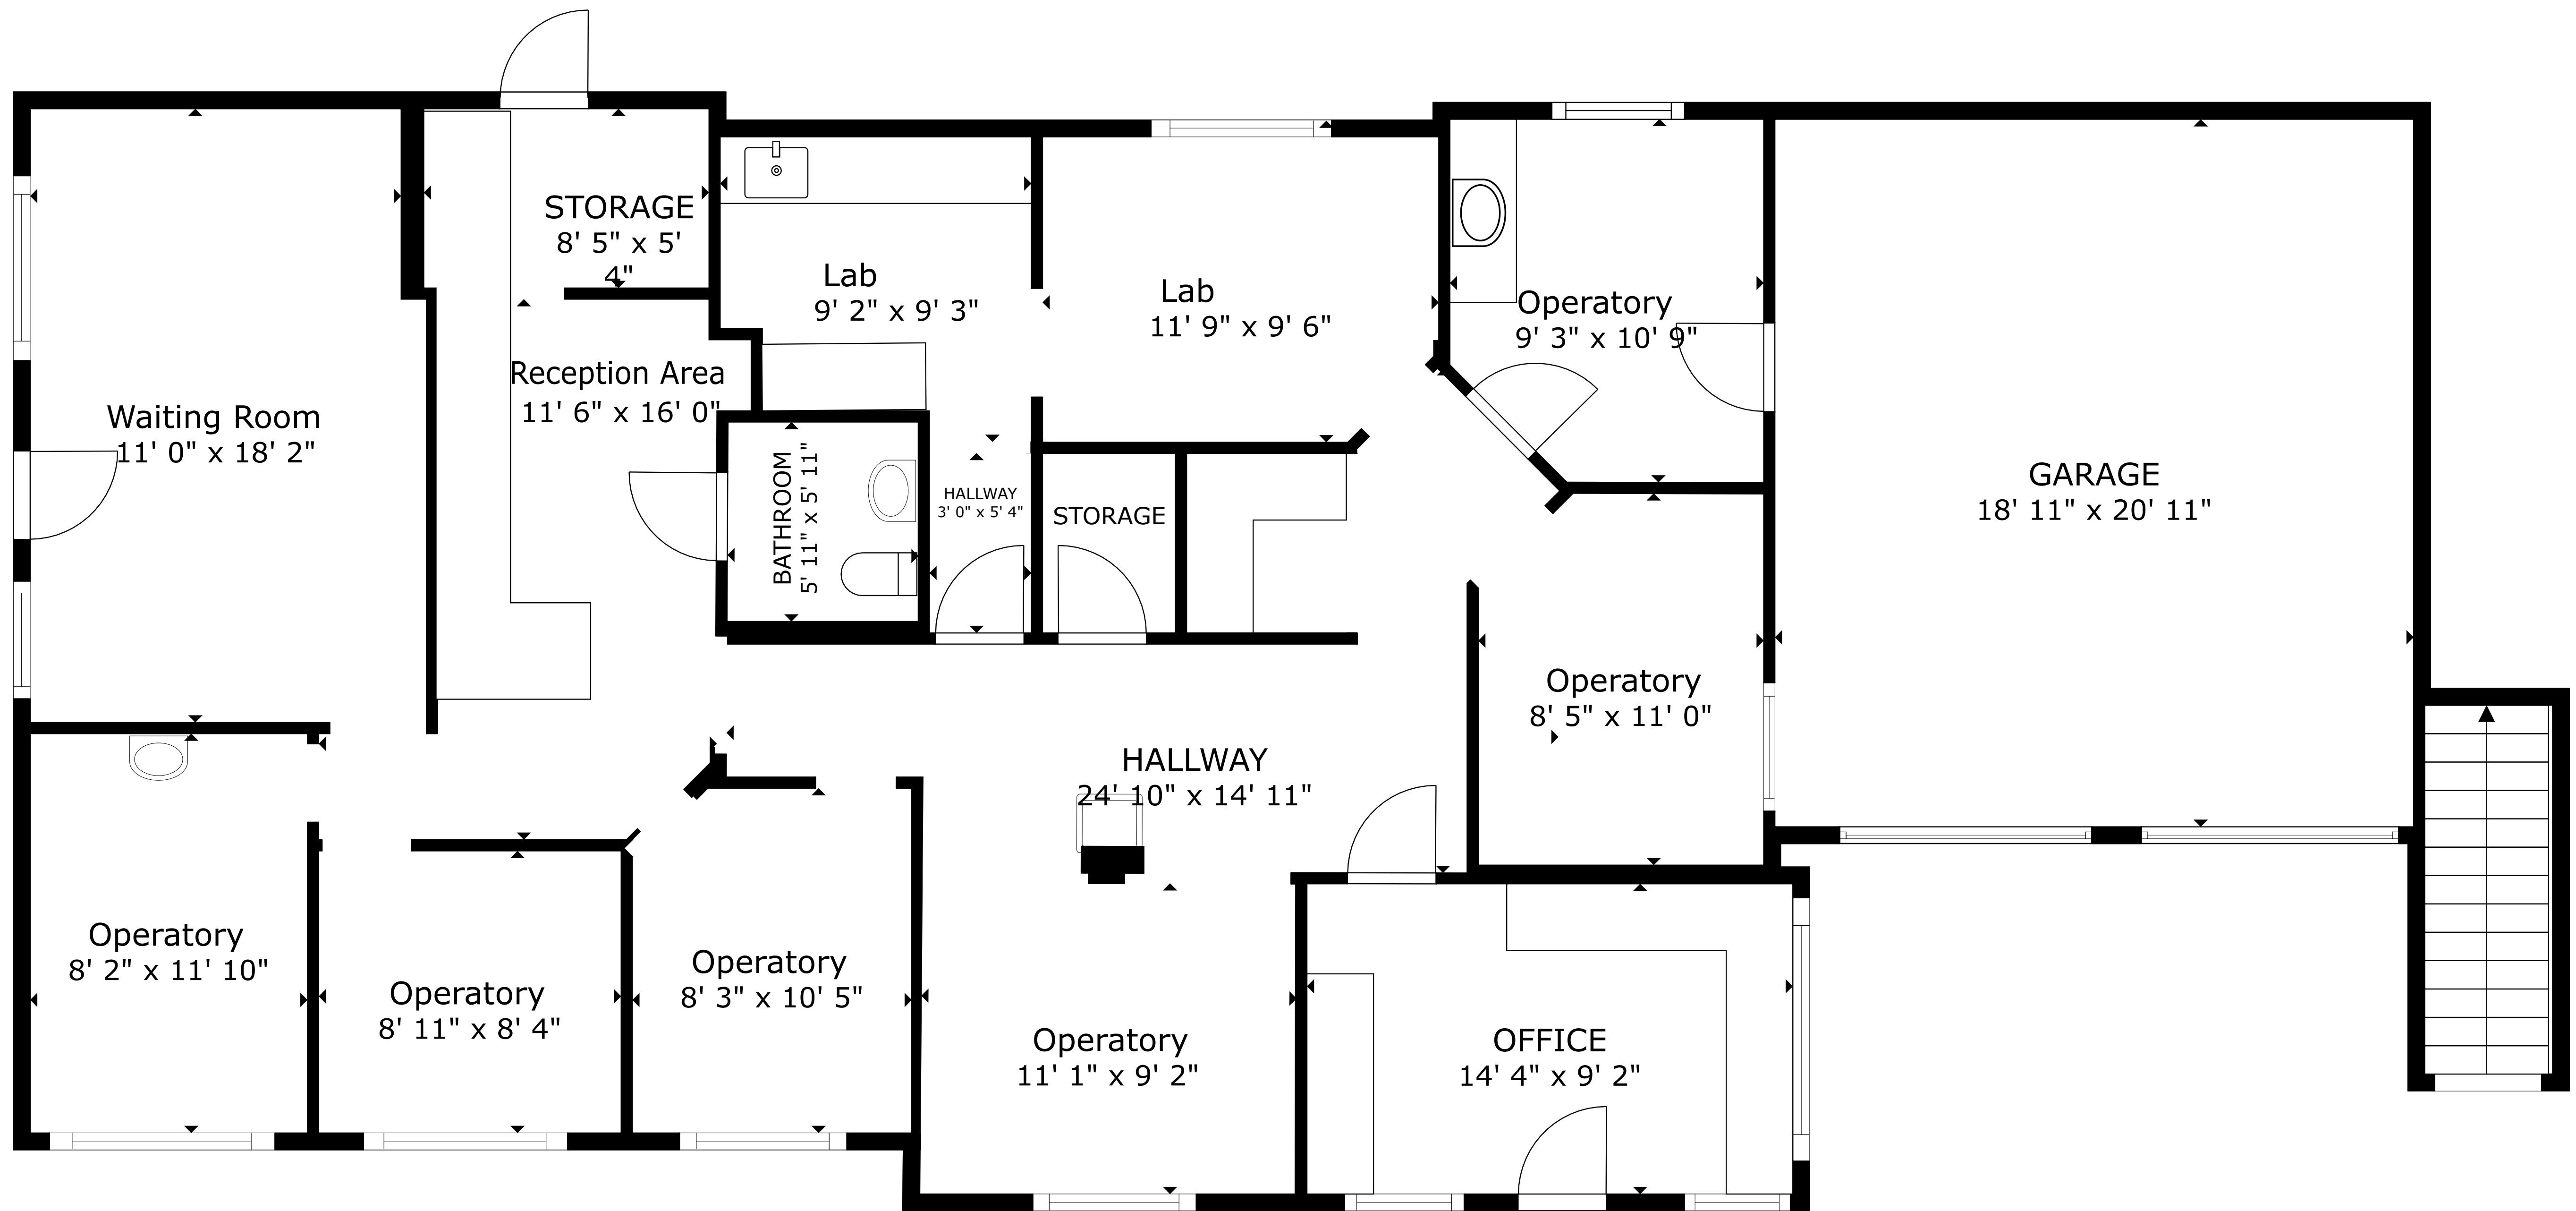 STORAGE
8' 5" x 5'
4"
Lab
9' 2" x 9' 3"
Lab
11' 9" x 9' 6"
Operatory
9' 3" x 10' 9"
Reception Area
11' 6" x 16' 0"
Waiting Room
11' 0" x 18' 2"
BATHROOM
5' 11" x 5' 11"
HALLWAY
3' 0" x 5' 4"
STORAGE
GARAGE
18' 11" x 20' 11"
Operatory
8' 5" x 11' 0"
HALLWAY
24' 10" x 14' 11"
Operatory
8' 2" x 11' 10"
Operatory
8' 11" x 8' 4"
Operatory
8' 3" x 10' 5"
Operatory
11' 1" x 9' 2"
OFFICE
14' 4" x 9' 2"